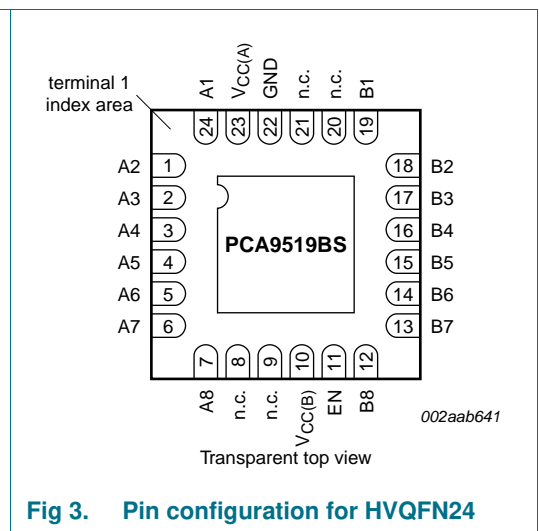 terminal 1
index area
A1
VCC(A)
GND
n.c.
n.c.
B1
24
23
22
21
20
19
A2 1
18 B2
A3 2
17 B3
A4 3
16 B4
PCA9519BS
A5 4
15 B5
A6 5
14 B6
A7 6
13 B7
7
8
9
10
11
12
A8
n.c.
n.c.
VCC(B)
EN
B8
002aab641
Transparent top view
Fig 3. Pin configuration for HVQFN24